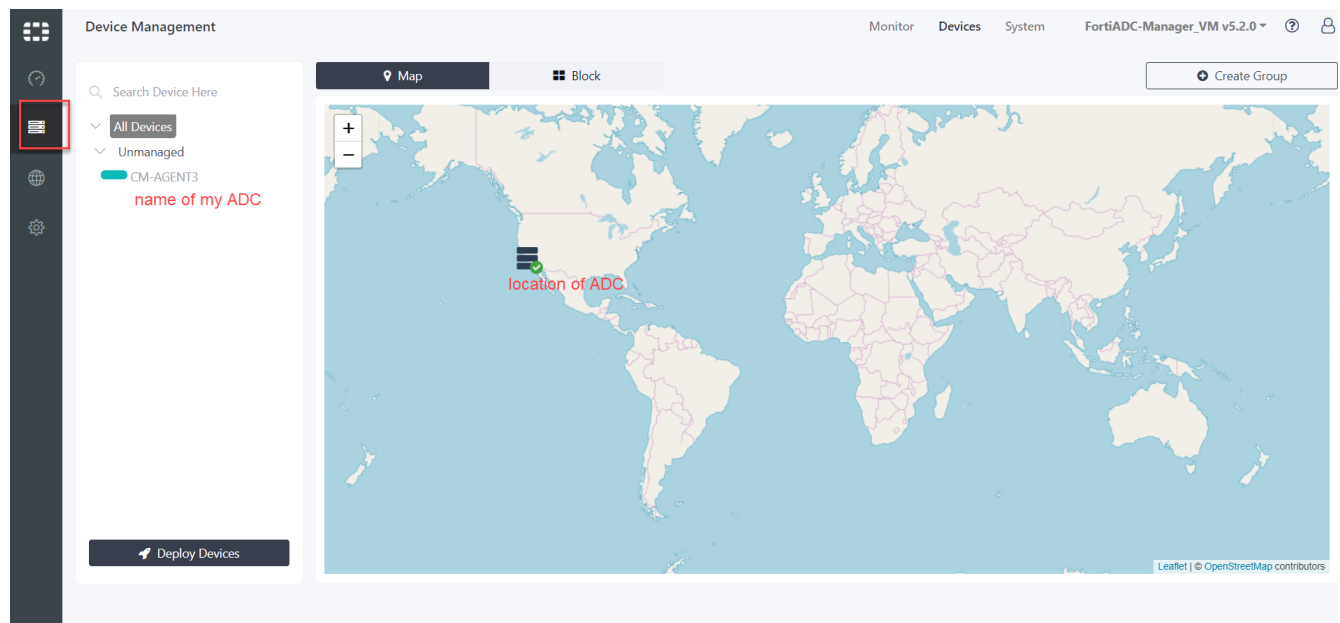 Device Management
Monitor Devices System FortiADC-Manager_VM v5.2.0 ?
Search Device Here
Map
Block
Create Group
All Devices
Unmanaged
CM-AGENT3
name of my ADC
+
−
location of ADC
Deploy Devices
Leaflet | © OpenStreetMap contributors